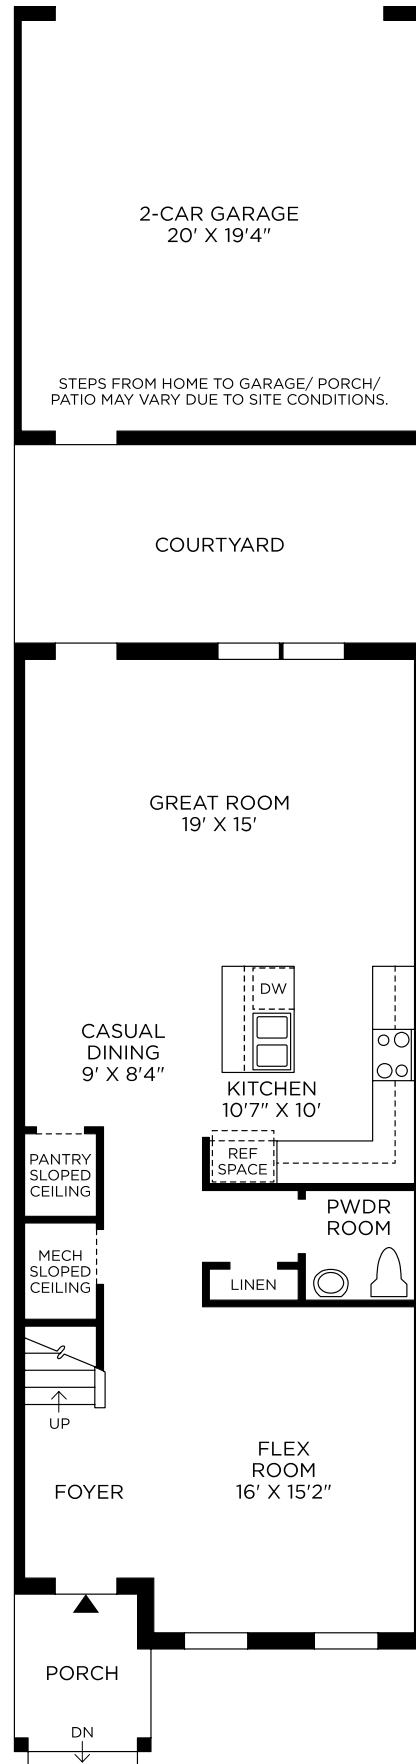 2-CAR GARAGE
20' X 19'4"
STEPS FROM HOME TO GARAGE/ PORCH/
PATIO MAY VARY DUE TO SITE CONDITIONS.
COURTYARD
GREAT ROOM
19' X 15'
DW
CASUAL
DINING
9' X 8'4"
KITCHEN
10'7" X 10'
REF
SPACE
PANTRY
SLOPED
CEILING
PWDR
ROOM
MECH
SLOPED
CEILING
LINEN
UP
FLEX
ROOM
16' X 15'2"
FOYER
PORCH
DN